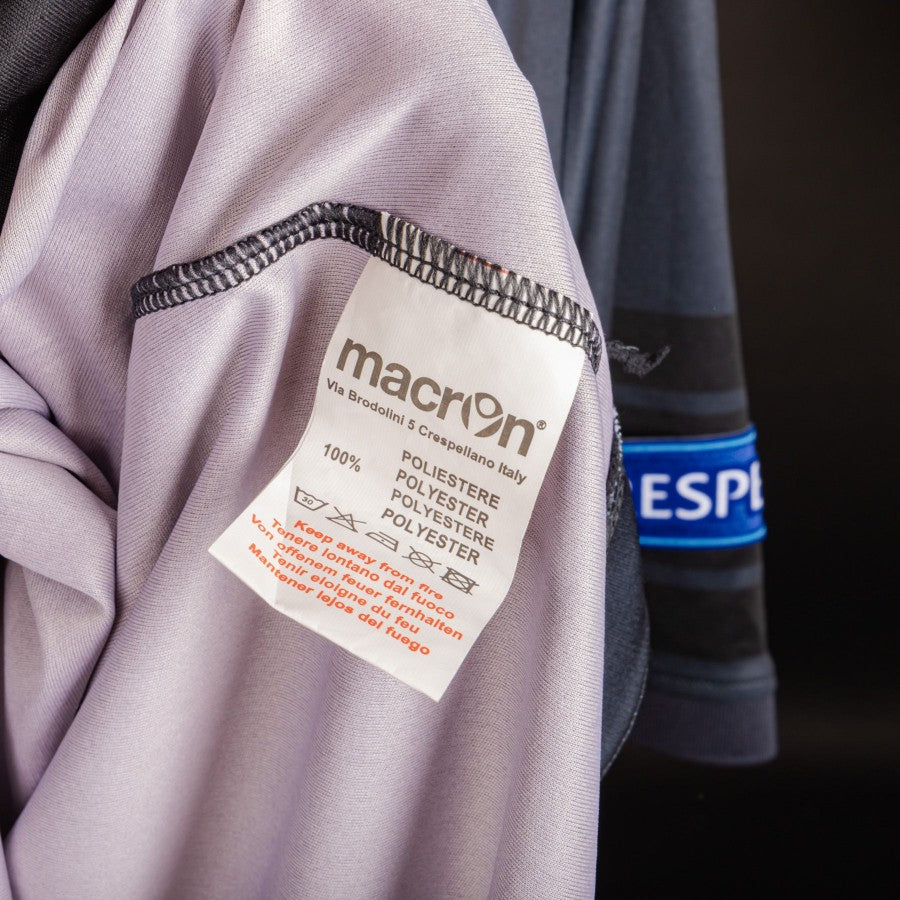 macron®
Via Brodolini 5 Crespellano Italy
100% POLIESTERE
POLYESTER
POLYESTERE
POLYESTER
30
Keep away from fire
Tenere lontano dal fuoco
Von offenem feuer fernhalten
Tenir eloigne du feu
Mantener lejos del fuego
ESPE